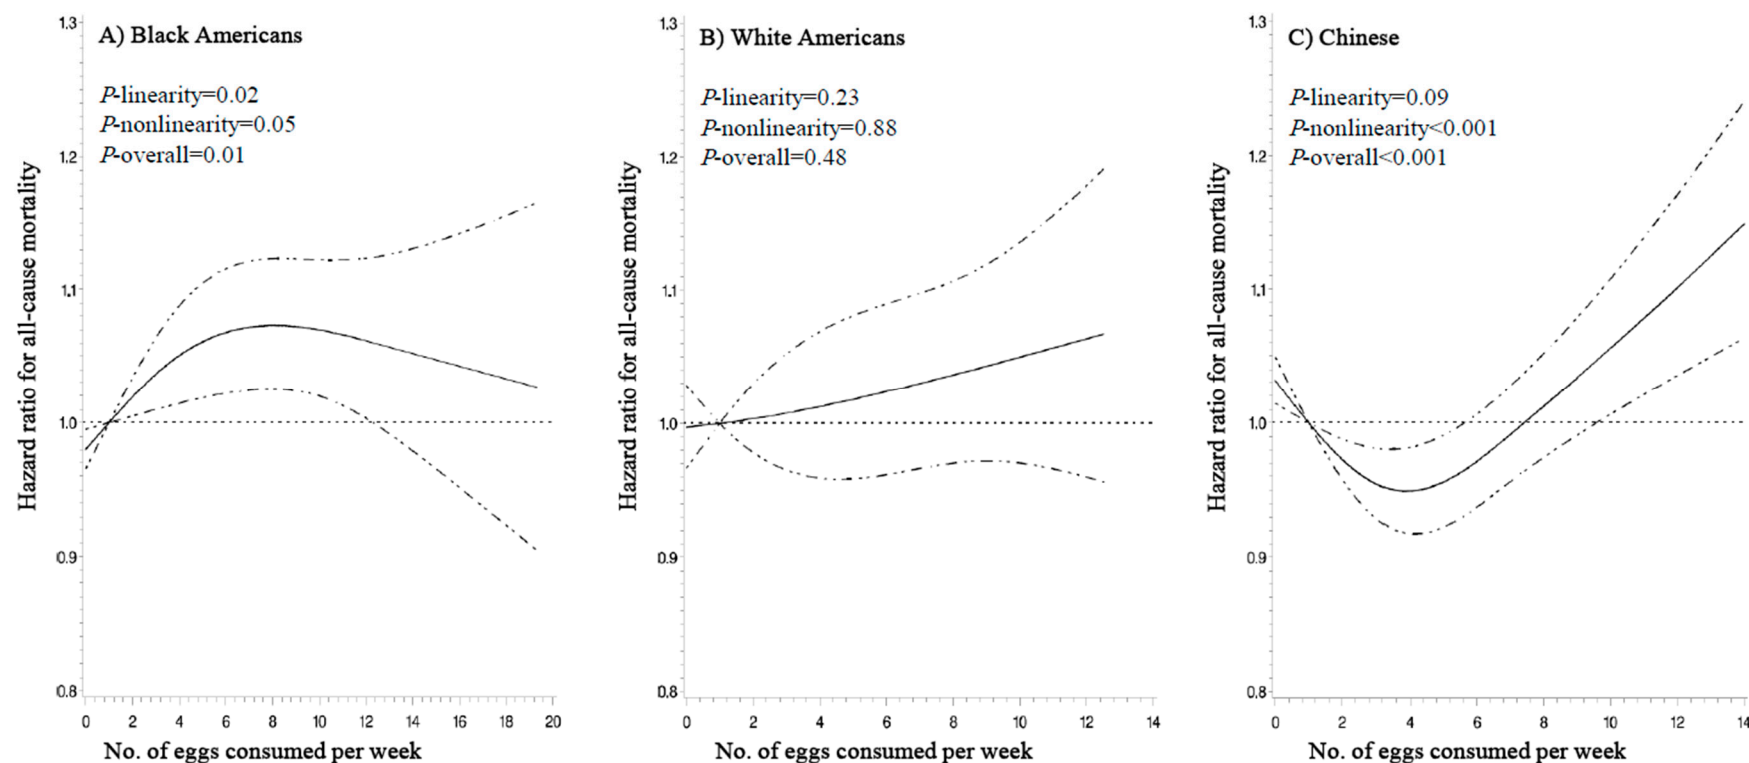 A) Black Americans
P-linearity=0.02
P-nonlinearity=0.05
P-overall=0.01
Hazard ratio for all-cause mortality
1.3
1.2
1.1
1.0
0.9
0.8
0 2 4 6 8 10 12 14 16 18 20
No. of eggs consumed per week
B) White Americans
P-linearity=0.23
P-nonlinearity=0.88
P-overall=0.48
Hazard ratio for all-cause mortality
1.3
1.2
1.1
1.0
0.9
0.8
0 2 4 6 8 10 12 14
No. of eggs consumed per week
C) Chinese
P-linearity=0.09
P-nonlinearity<0.001
P-overall<0.001
Hazard ratio for all-cause mortality
1.3
1.2
1.1
1.0
0.9
0.8
0 2 4 6 8 10 12 14
No. of eggs consumed per week